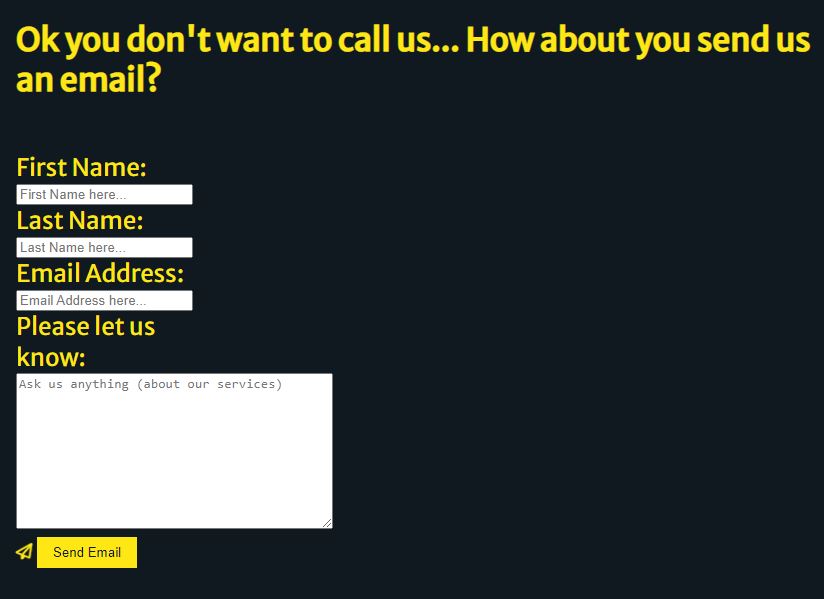 Ok you don't want to call us... How about you send us
an email?
First Name:
First Name here...
Last Name:
Last Name here...
Email Address:
Email Address here...
Please let us
know:
Ask us anything (about our services)
Send Email